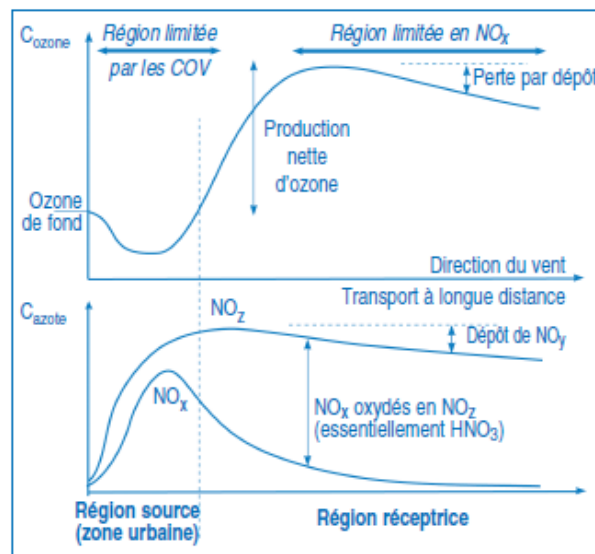 C_ozone
Région limitée
par les COV
Région limitée en NOx
Perte par dépôt
Production
nette
d'ozone
Ozone
de fond
Direction du vent
Transport à longue distance
C_azote
NOz
Dépôt de NOy
NOx
NOx oxydés en NOz
(essentiellement HNO3)
Région source
(zone urbaine)
Région réceptrice